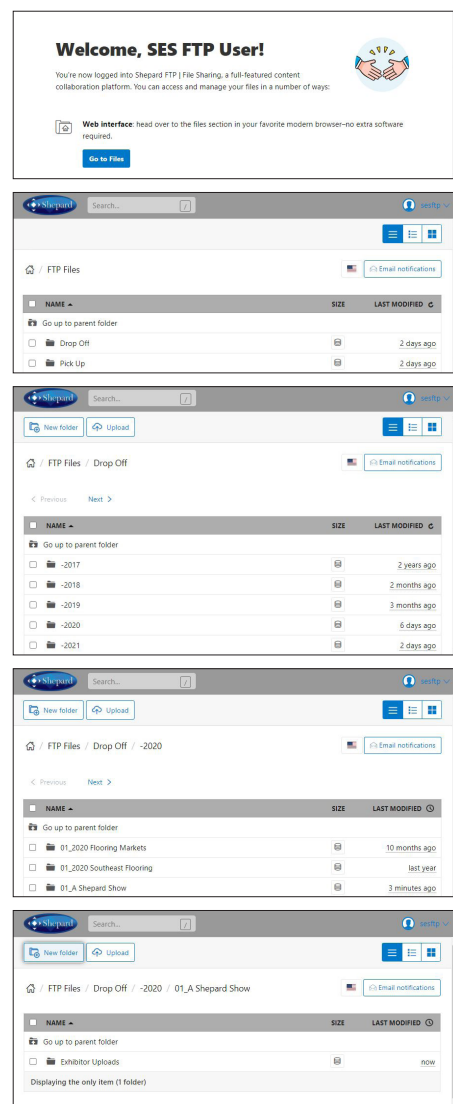 Welcome, SES FTP User!
You're now logged into Shepard FTP | File Sharing, a full-featured content
collaboration platform. You can access and manage your files in a number of ways:
Web interface: head over to the files section in your favorite modern browser–no extra software
required.
Go to Files
Shepard Search... / sesftp
/ FTP Files Email notifications
NAME SIZE LAST MODIFIED
Go up to parent folder
Drop Off 2 days ago
Pick Up 2 days ago
Shepard Search... / sesftp
New folder Upload
/ FTP Files / Drop Off Email notifications
< Previous Next >
NAME SIZE LAST MODIFIED
Go up to parent folder
-2017 2 years ago
-2018 2 months ago
-2019 3 months ago
-2020 6 days ago
-2021 2 days ago
Shepard Search... / sesftp
New folder Upload
/ FTP Files / Drop Off / -2020 Email notifications
< Previous Next >
NAME SIZE LAST MODIFIED
Go up to parent folder
01_2020 Flooring Markets 10 months ago
01_2020 Southeast Flooring last year
01_A Shepard Show 3 minutes ago
Shepard Search... / sesftp
New folder Upload
/ FTP Files / Drop Off / -2020 / 01_A Shepard Show Email notifications
NAME SIZE LAST MODIFIED
Go up to parent folder
Exhibitor Uploads now
Displaying the only item (1 folder)